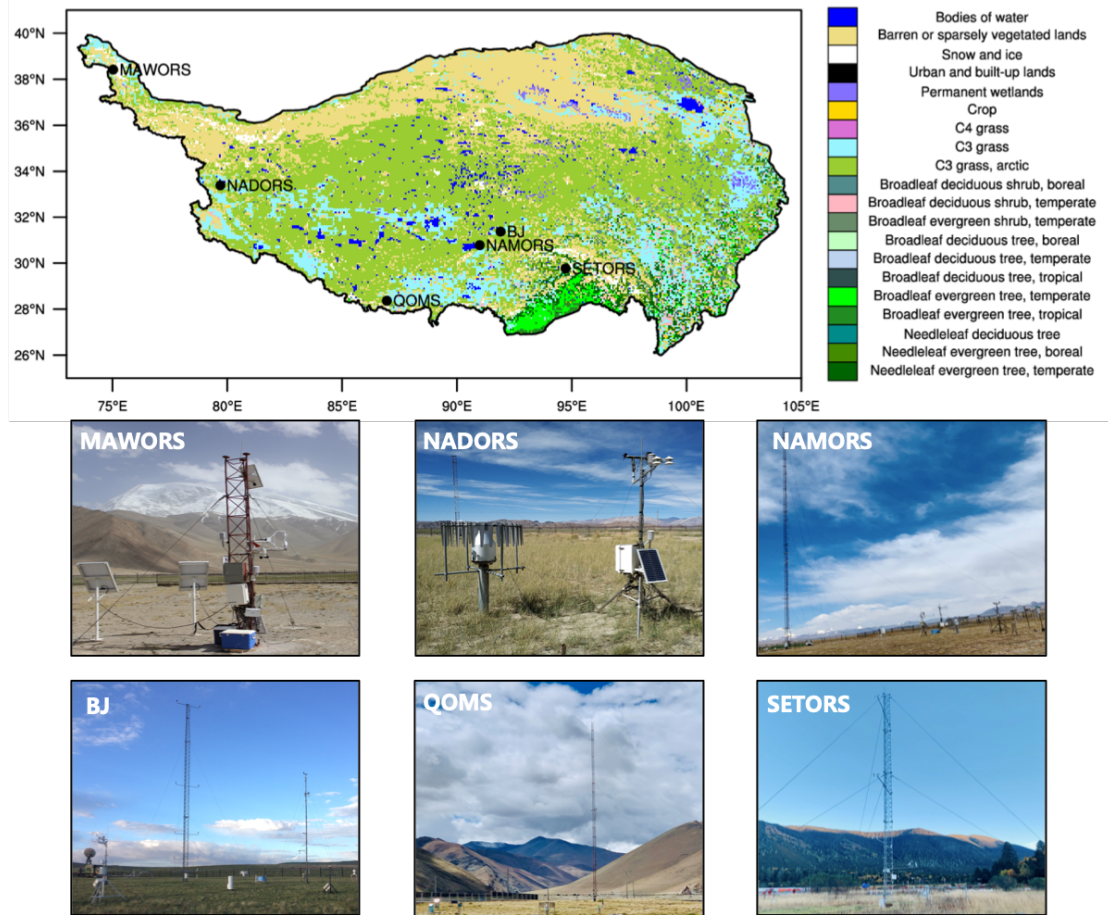 40°N
38°N
36°N
34°N
32°N
30°N
28°N
26°N
75°E
80°E
85°E
90°E
95°E
100°E
105°E
MAWORS
NADORS
BJ
NAMORS
SETORS
QOMS
Bodies of water
Barren or sparsely vegetated lands
Snow and ice
Urban and built-up lands
Permanent wetlands
Crop
C4 grass
C3 grass
C3 grass, arctic
Broadleaf deciduous shrub, boreal
Broadleaf deciduous shrub, temperate
Broadleaf evergreen shrub, temperate
Broadleaf deciduous tree, boreal
Broadleaf deciduous tree, temperate
Broadleaf deciduous tree, tropical
Broadleaf evergreen tree, temperate
Broadleaf evergreen tree, tropical
Needleleaf deciduous tree
Needleleaf evergreen tree, boreal
Needleleaf evergreen tree, temperate
MAWORS
NADORS
NAMORS
BJ
QOMS
SETORS